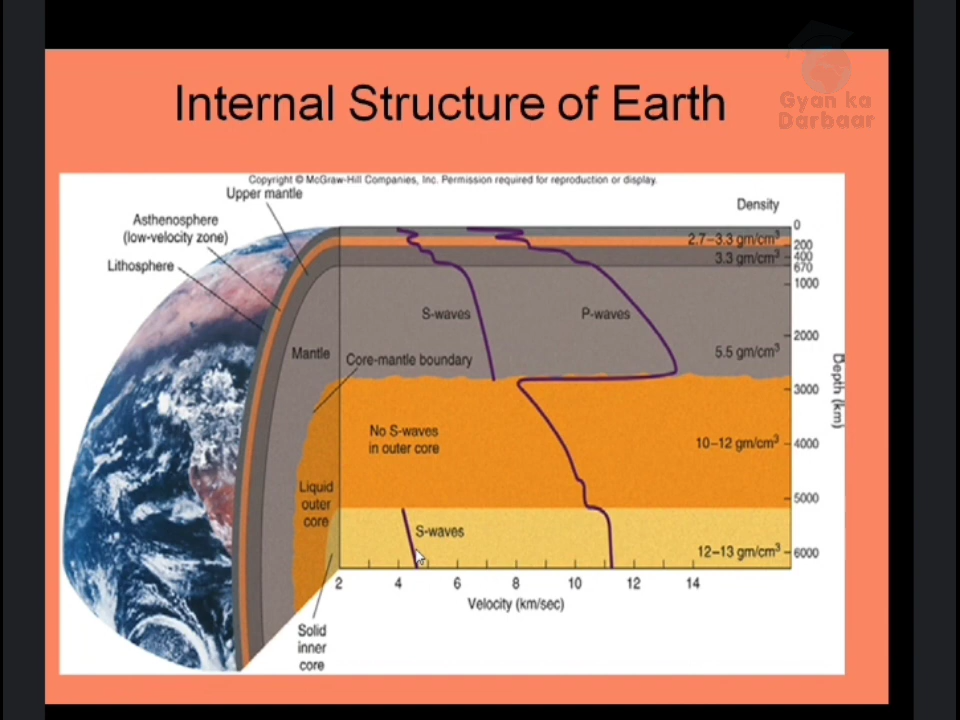 Gyan ka
Darbaar
Internal Structure of Earth
Copyright © McGraw-Hill Companies, Inc. Permission required for reproduction or display.
Upper mantle
Asthenosphere
(low-velocity zone)
Lithosphere
Density
0
2.7–3.3 gm/cm³
200
3.3 gm/cm³
400
670
1000
S-waves
P-waves
2000
Mantle
Core-mantle boundary
5.5 gm/cm³
Depth (km)
3000
No S-waves
in outer core
10–12 gm/cm³
4000
Liquid
outer
core
5000
S-waves
12–13 gm/cm³
6000
2 4 6 8 10 12 14
Velocity (km/sec)
Solid
inner
core